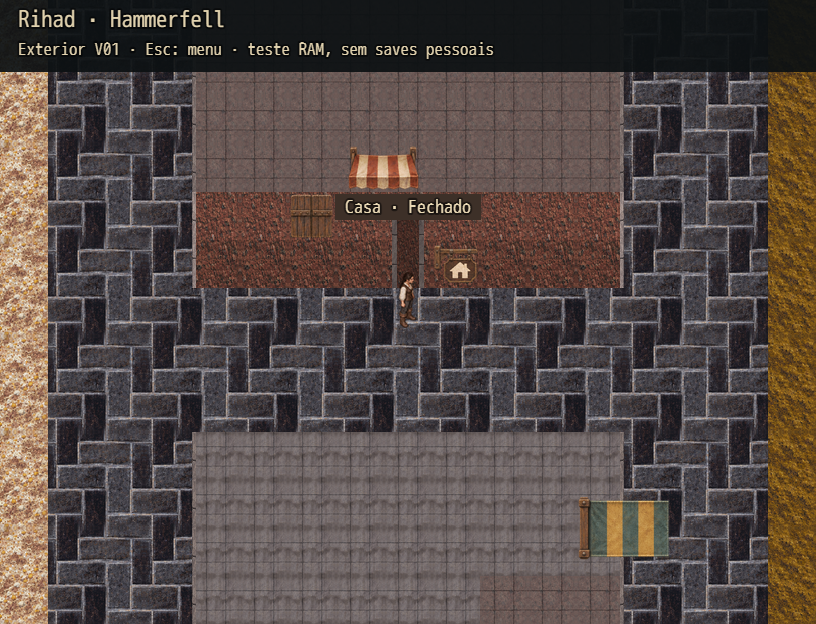 Rihad · Hammerfell
Exterior V01 · Esc: menu · teste RAM, sem saves pessoais
Casa · Fechado